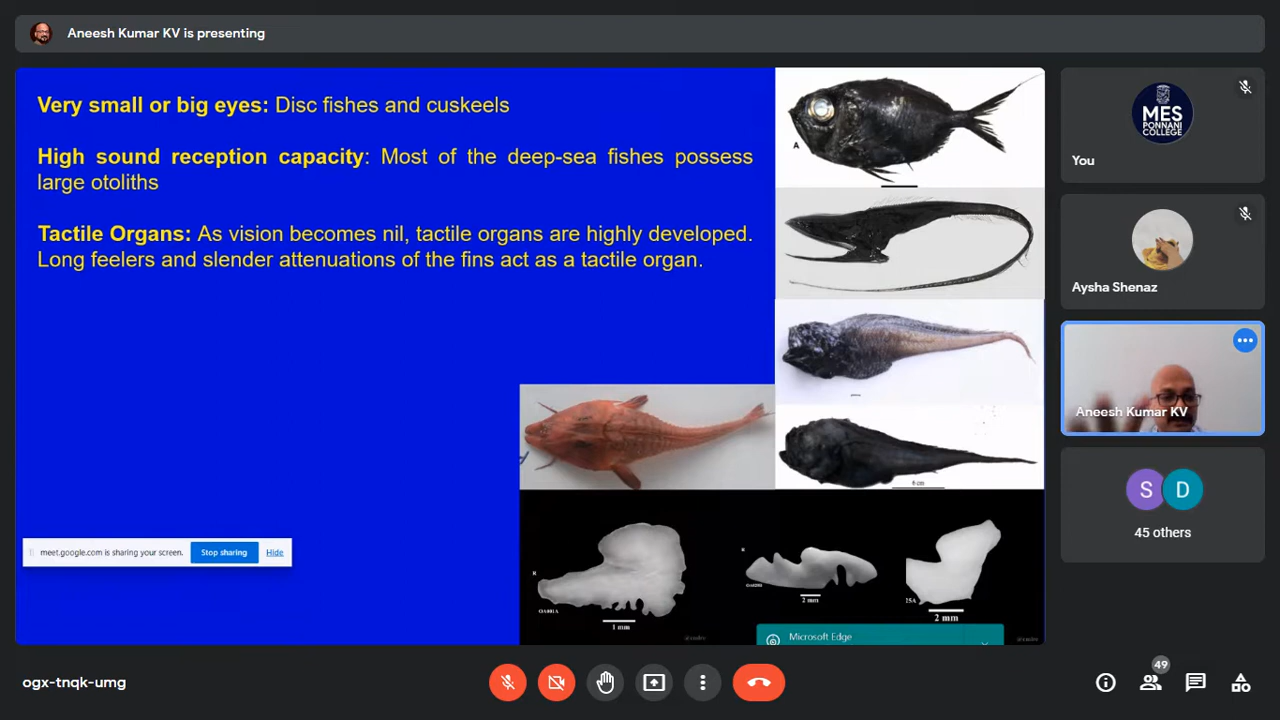 Aneesh Kumar KV is presenting
Very small or big eyes: Disc fishes and cuskeels
High sound reception capacity: Most of the deep-sea fishes possess
large otoliths
Tactile Organs: As vision becomes nil, tactile organs are highly developed.
Long feelers and slender attenuations of the fins act as a tactile organ.
A
6 cm
1 mm
2 mm
2 mm
meet.google.com is sharing your screen.
Stop sharing
Hide
Microsoft Edge
MES
PONNANI
COLLEGE
You
Aysha Shenaz
Aneesh Kumar KV
S
D
45 others
ogx-tnqk-umg
49